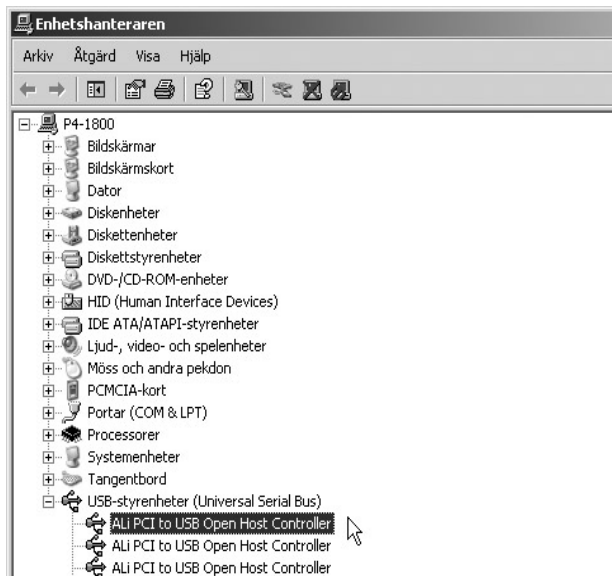 Enhetshanteraren
Arkiv Åtgärd Visa Hjälp
P4-1800
Bildskärmar
Bildskärmskort
Dator
Diskenheter
Diskettenheter
Diskettstyrenheter
DVD-/CD-ROM-enheter
HID (Human Interface Devices)
IDE ATA/ATAPI-styrenheter
Ljud-, video- och spelenheter
Möss och andra pekdon
PCMCIA-kort
Portar (COM & LPT)
Processorer
Systemenheter
Tangentbord
USB-styrenheter (Universal Serial Bus)
ALi PCI to USB Open Host Controller
ALi PCI to USB Open Host Controller
ALi PCI to USB Open Host Controller